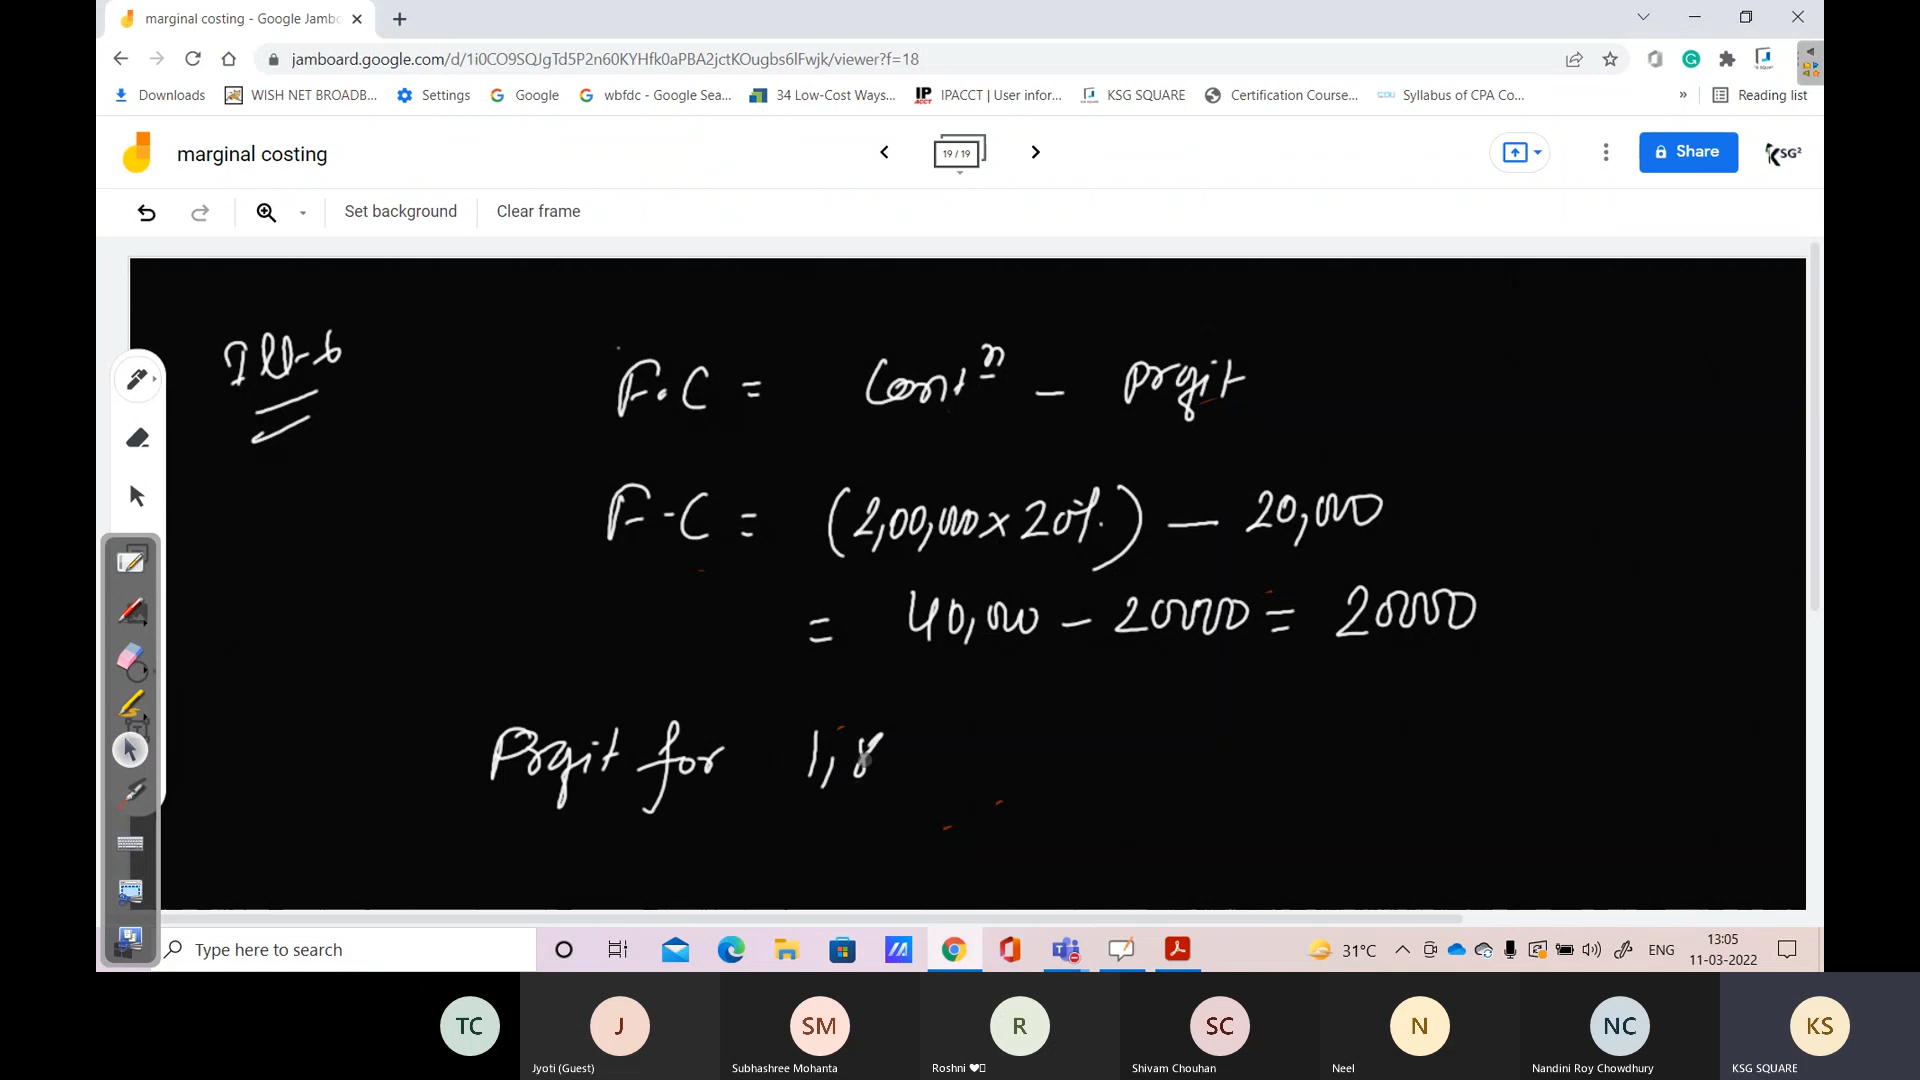 marginal costing - Google Jambo
jamboard.google.com/d/1i0CO9SQJgTd5P2n60KYHfk0aPBA2jctKOugbs6lFwjk/viewer?f=18
Downloads WISH NET BROADB... Settings Google wbfdc - Google Sea... 34 Low-Cost Ways... IPACCT | User infor... KSG SQUARE Certification Course... Syllabus of CPA Co... » Reading list
marginal costing
19 / 19
Share
KSG²
Set background Clear frame
Ill-6
F.C = Contⁿ - Profit
F-C = (2,00,000 x 20%.) - 20,000
= 40,000 - 20000 = 20000
Profit for 1,8
Type here to search
31°C
ENG
13:05
11-03-2022
TC J SM R SC N NC KS
Jyoti (Guest) Subhashree Mohanta Roshni ❤ Shivam Chouhan Neel Nandini Roy Chowdhury KSG SQUARE